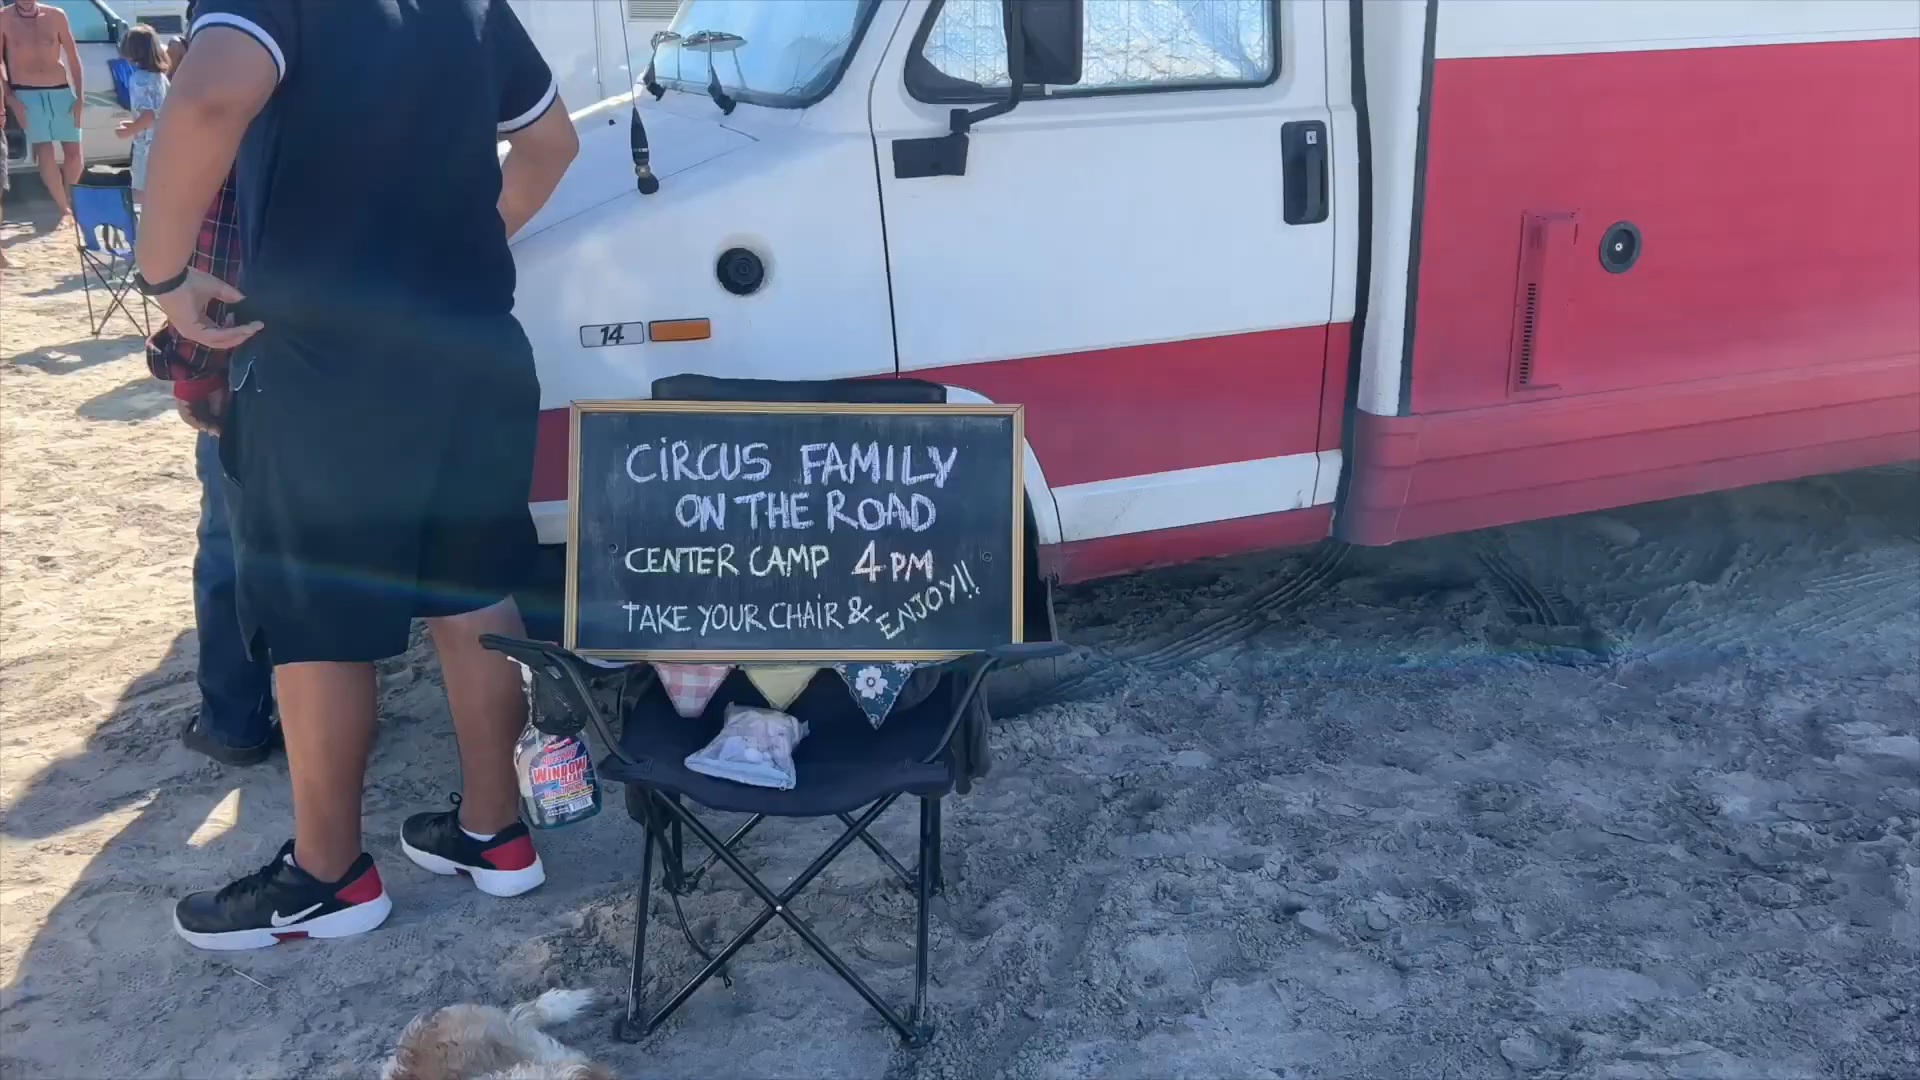 14
CiRCUS FAMILY
ON THE ROAD
CENTER CAMP 4 PM
TAKE YOUR CHAiR & ENJOY!!
WINDOW